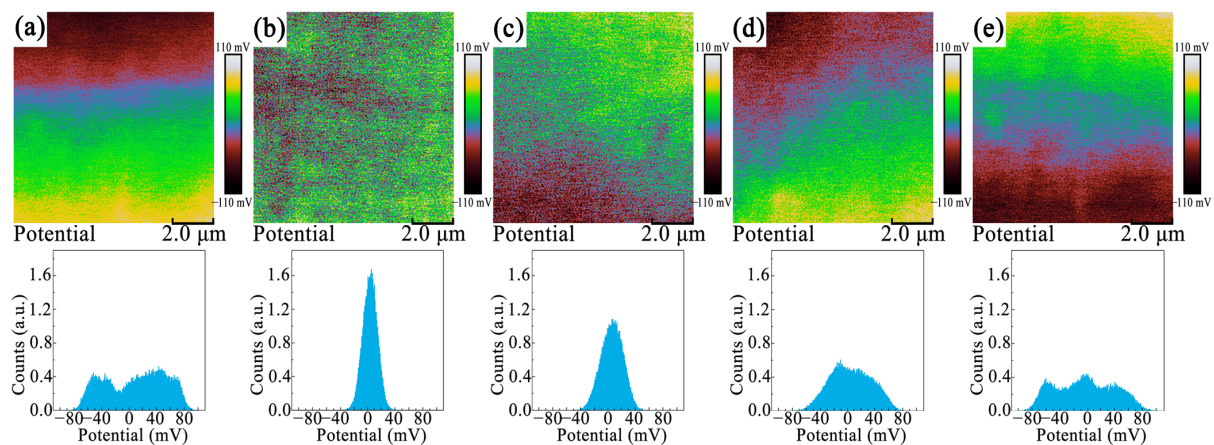 (a) (b) (c) (d) (e)
110 mV 110 mV 110 mV 110 mV 110 mV
−110 mV −110 mV −110 mV −110 mV −110 mV
Potential 2.0 μm Potential 2.0 μm Potential 2.0 μm Potential 2.0 μm Potential 2.0 μm
1.6 1.6 1.6 1.6 1.6
1.2 1.2 1.2 1.2 1.2
0.8 0.8 0.8 0.8 0.8
0.4 0.4 0.4 0.4 0.4
0.0 0.0 0.0 0.0 0.0
Counts (a.u.) Counts (a.u.) Counts (a.u.) Counts (a.u.) Counts (a.u.)
−80 −40 0 40 80 −80 −40 0 40 80 −80 −40 0 40 80 −80 −40 0 40 80 −80 −40 0 40 80
Potential (mV) Potential (mV) Potential (mV) Potential (mV) Potential (mV)